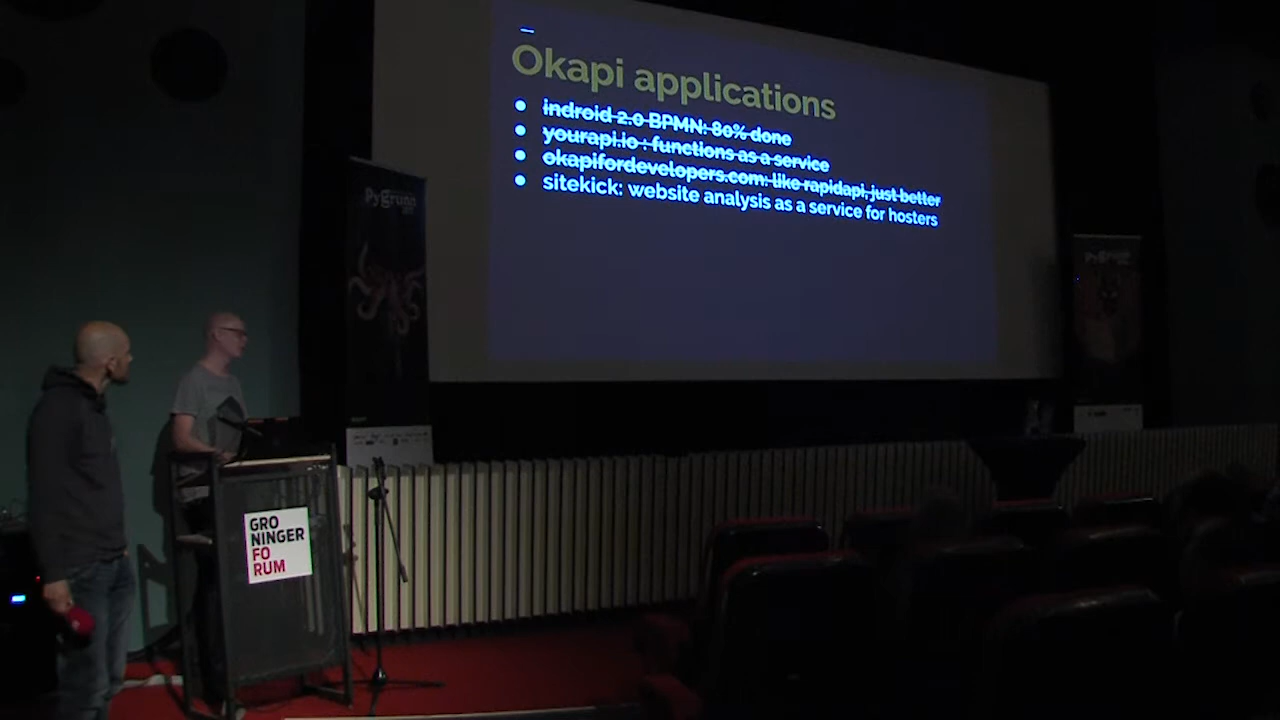 Okapi applications
indroid 2.0 BPMN: 80% done
yourapi.io : functions as a service
okapifordevelopers.com: like rapidapi, just better
sitekick: website analysis as a service for hosters
PyGrunn
PyGrunn
GRO
NINGER
FO
RUM